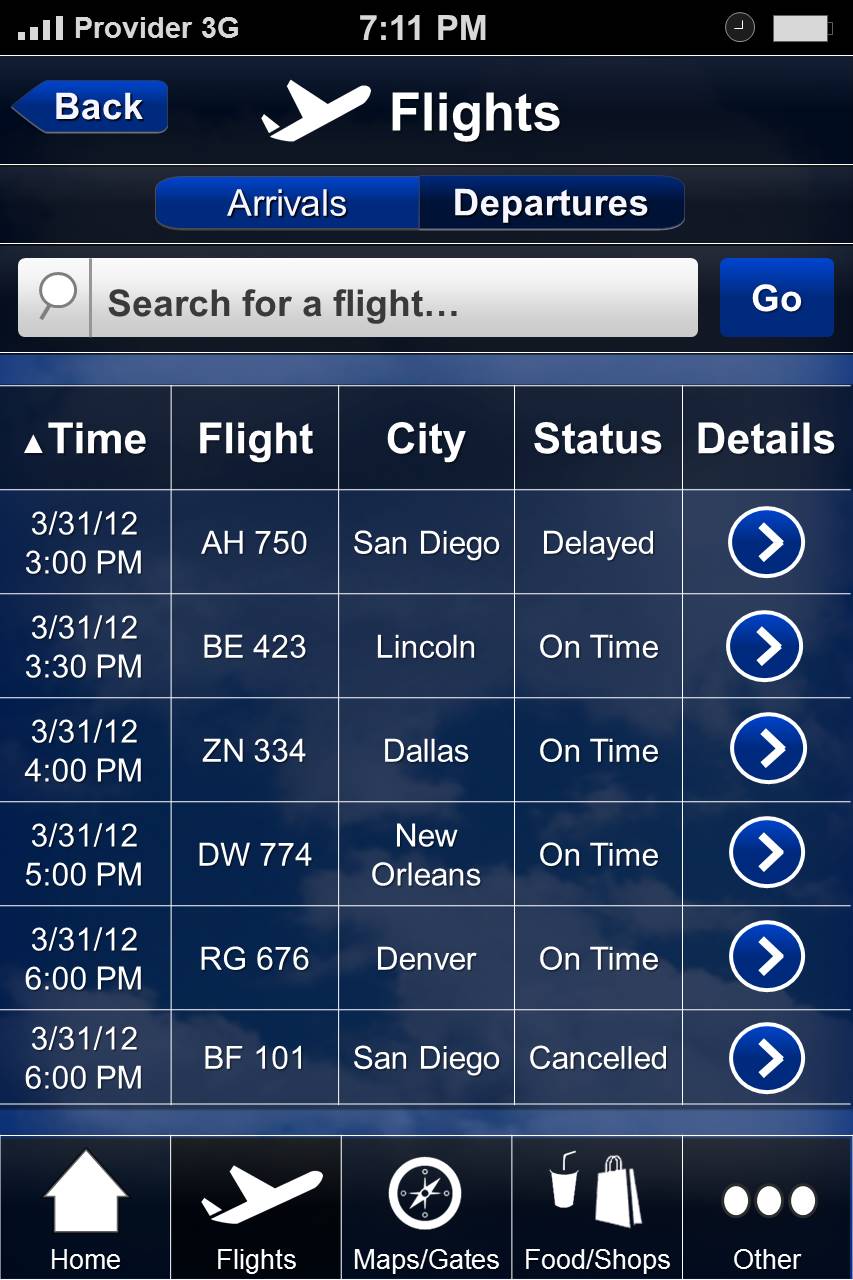 Provider 3G 7:11 PM
Back Flights
Arrivals Departures
Search for a flight... Go
▲Time Flight City Status Details
3/31/12
3:00 PM AH 750 San Diego Delayed
3/31/12
3:30 PM BE 423 Lincoln On Time
3/31/12
4:00 PM ZN 334 Dallas On Time
3/31/12
5:00 PM DW 774 New
Orleans On Time
3/31/12
6:00 PM RG 676 Denver On Time
3/31/12
6:00 PM BF 101 San Diego Cancelled
Home Flights Maps/Gates Food/Shops Other